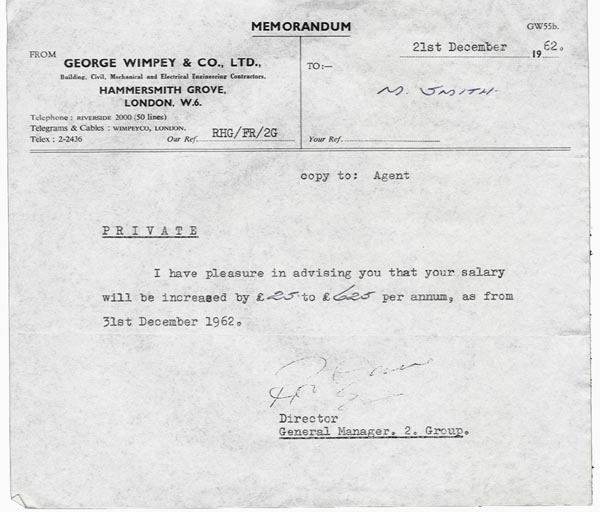 MEMORANDUM
GW55b.
FROM
GEORGE WIMPEY & CO., LTD.,
Building, Civil, Mechanical and Electrical Engineering Contractors,
HAMMERSMITH GROVE,
LONDON, W.6.
Telephone : RIVERSIDE 2000 (50 lines)
Telegrams & Cables : WIMPEYCO, LONDON.
Telex : 2-2436
Our Ref. RHG/FR/2G
21st December 1962.
TO:—
M. SMITH
Your Ref.
copy to: Agent
PRIVATE
I have pleasure in advising you that your salary
will be increased by £25 to £625 per annum, as from
31st December 1962.
Director
General Manager. 2. Group.